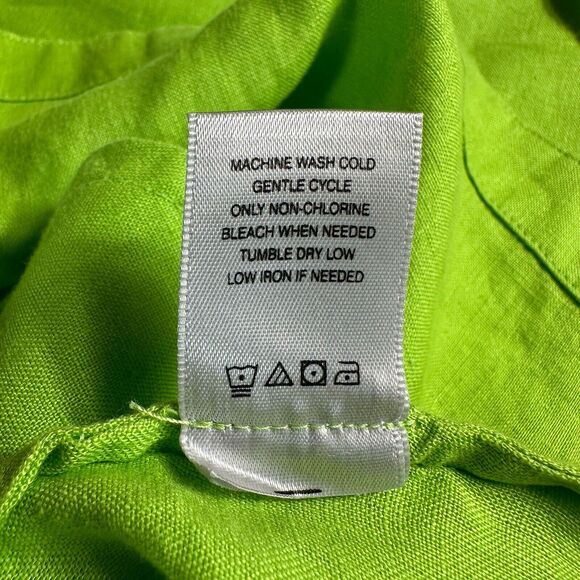 MACHINE WASH COLD
GENTLE CYCLE
ONLY NON-CHLORINE
BLEACH WHEN NEEDED
TUMBLE DRY LOW
LOW IRON IF NEEDED